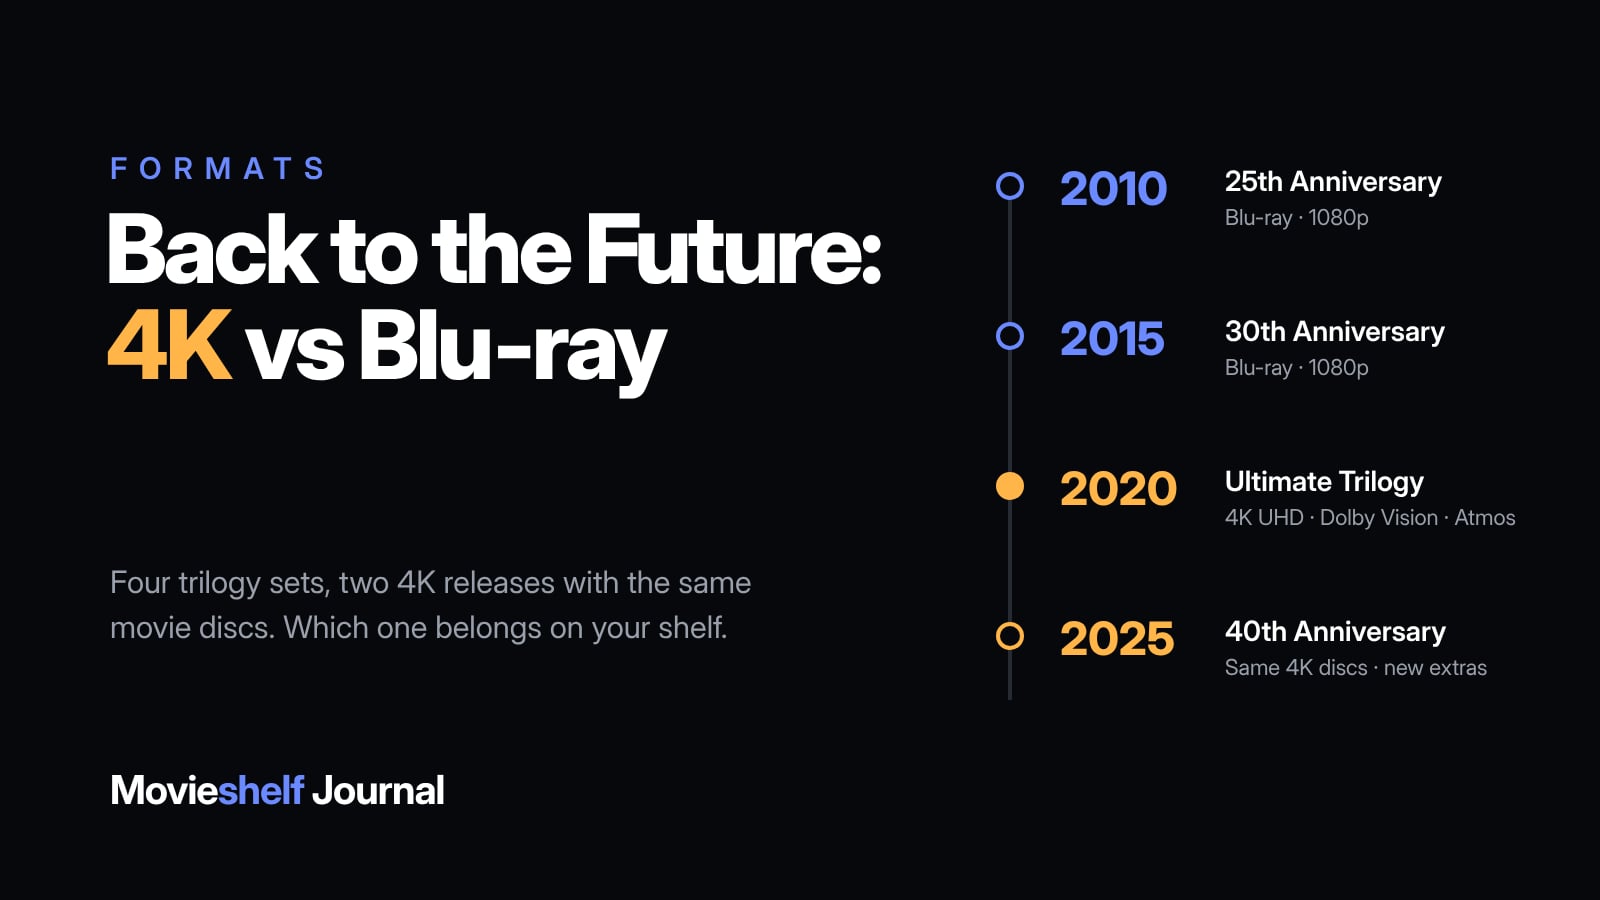 FORMATS
Back to the Future:
4K vs Blu-ray
Four trilogy sets, two 4K releases with the same
movie discs. Which one belongs on your shelf.
Movieshelf Journal
2010
25th Anniversary
Blu-ray · 1080p
2015
30th Anniversary
Blu-ray · 1080p
2020
Ultimate Trilogy
4K UHD · Dolby Vision · Atmos
2025
40th Anniversary
Same 4K discs · new extras